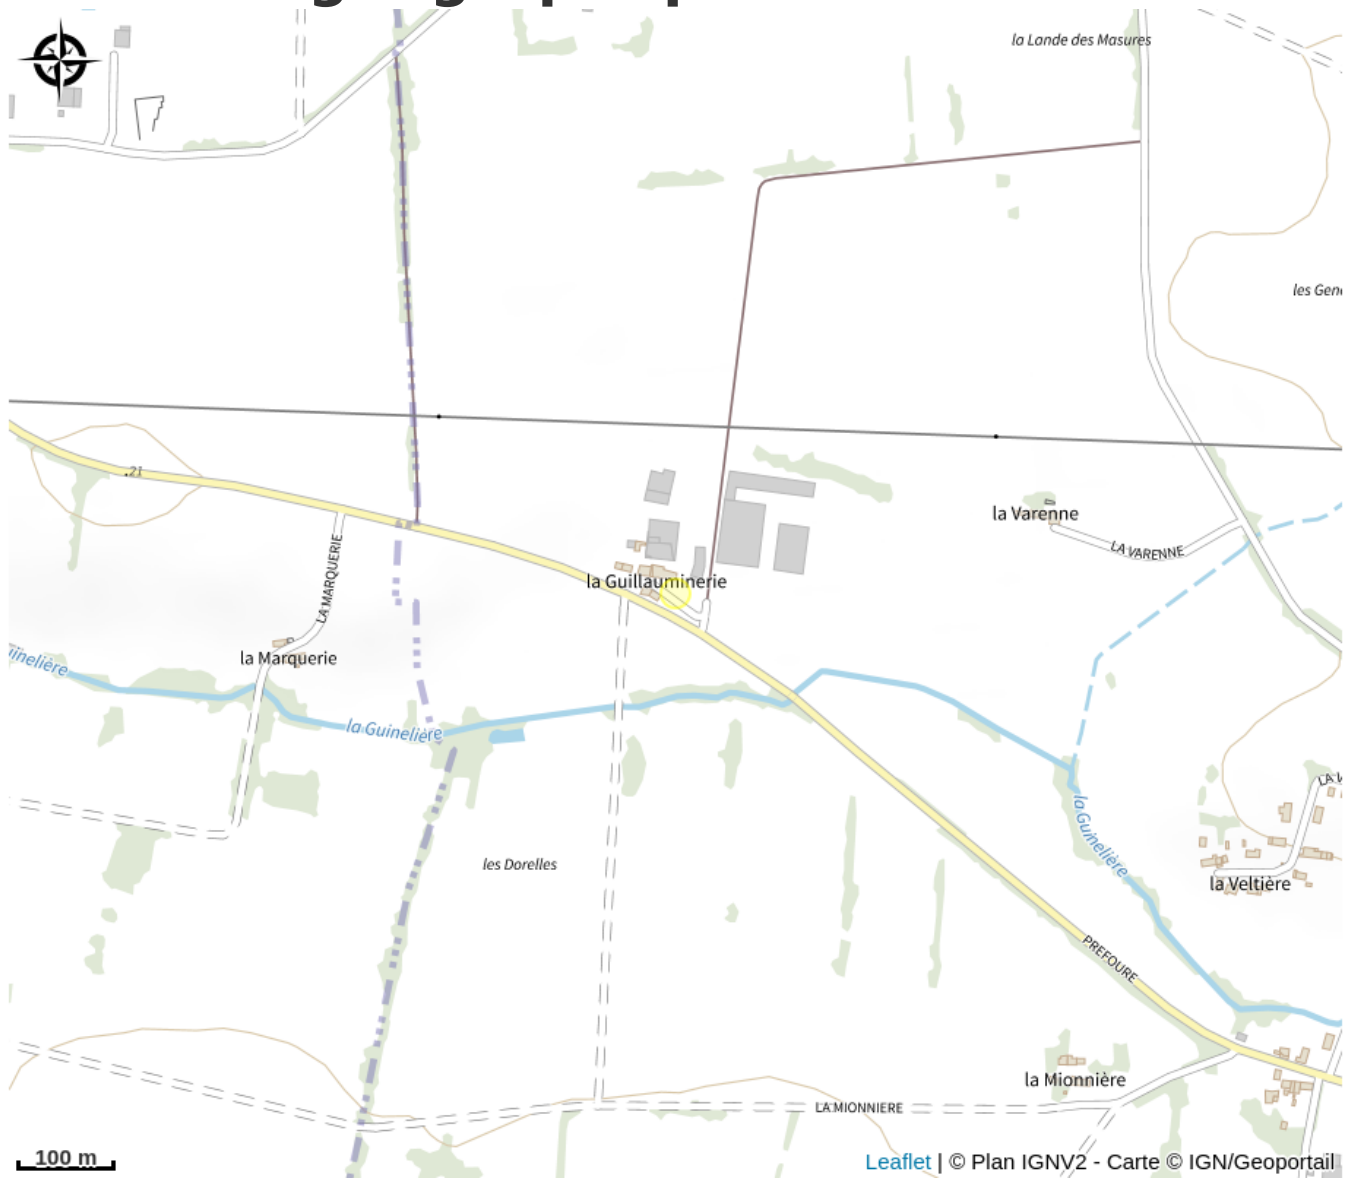 la Lande des Masures
les Gen
21
la Varenne
LA VARENNE
LA MARQUERIE
la Guillauminerie
la Marquerie
la Guinelière
la Guinelière
les Dorelles
la Veltière
PREFOURE
la Mionnière
LA MIONNIERE
100 m
Leaflet | © Plan IGNV2 - Carte © IGN/Geoportail